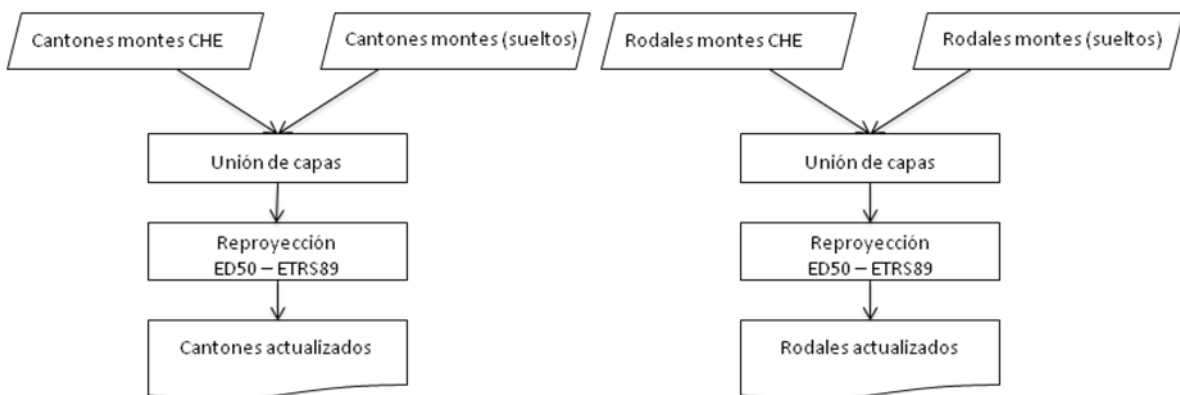 Cantones montes CHE
Cantones montes (sueltos)
Rodales montes CHE
Rodales montes (sueltos)
Unión de capas
Unión de capas
Reproyección
ED50 – ETRS89
Reproyección
ED50 – ETRS89
Cantones actualizados
Rodales actualizados